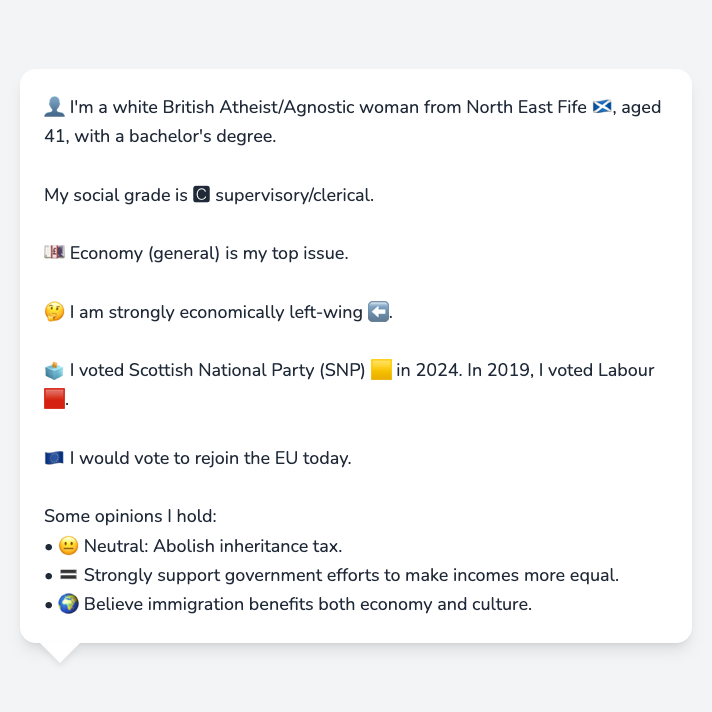 👤 I'm a white British Atheist/Agnostic woman from North East Fife 🏴󠁧󠁢󠁳󠁣󠁴󠁿, aged
41, with a bachelor's degree.
My social grade is 🅲 supervisory/clerical.
💷 Economy (general) is my top issue.
🤔 I am strongly economically left-wing ⬅️.
🗳️ I voted Scottish National Party (SNP) 🟨 in 2024. In 2019, I voted Labour
🟥.
🇪🇺 I would vote to rejoin the EU today.
Some opinions I hold:
• 😐 Neutral: Abolish inheritance tax.
• 🟰 Strongly support government efforts to make incomes more equal.
• 🌍 Believe immigration benefits both economy and culture.